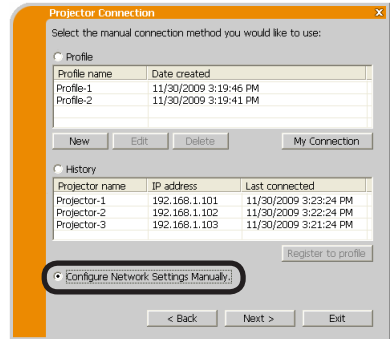 Projector Connection X
Select the manual connection method you would like to use:
Profile
Profile name Date created
Profile-1 11/30/2009 3:19:46 PM
Profile-2 11/30/2009 3:19:41 PM
New Edit Delete My Connection
History
Projector name IP address Last connected
Projector-1 192.168.1.101 11/30/2009 3:23:24 PM
Projector-2 192.168.1.102 11/30/2009 3:22:24 PM
Projector-3 192.168.1.103 11/30/2009 3:21:24 PM
Register to profile
Configure Network Settings Manually.
< Back Next > Exit